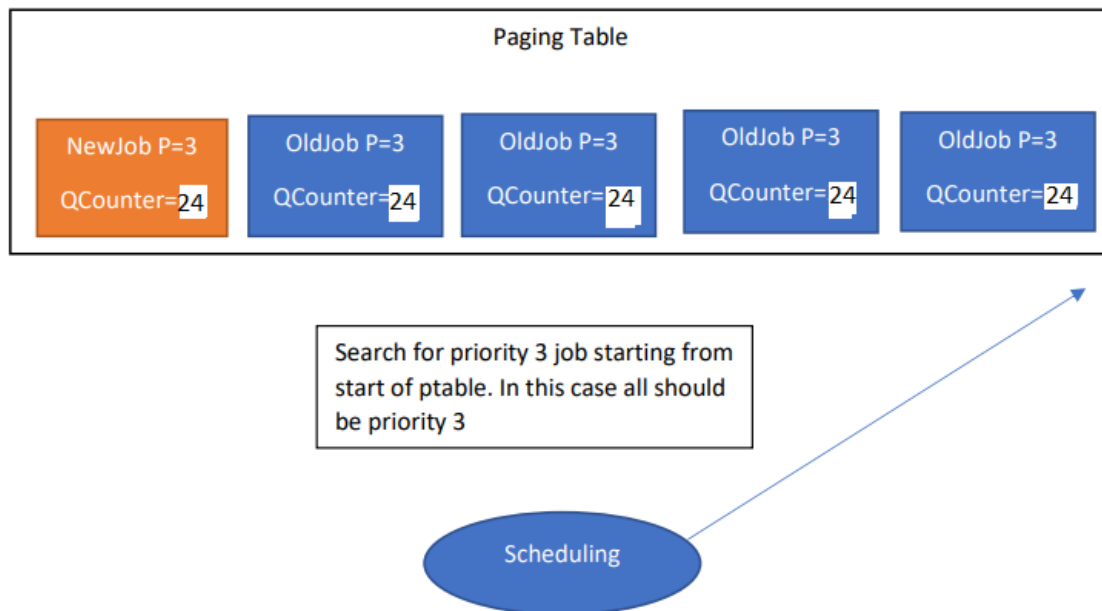 Paging Table
NewJob P=3
QCounter=24
OldJob P=3
QCounter=24
OldJob P=3
QCounter=24
OldJob P=3
QCounter=24
OldJob P=3
QCounter=24
Search for priority 3 job starting from
start of ptable. In this case all should
be priority 3
Scheduling